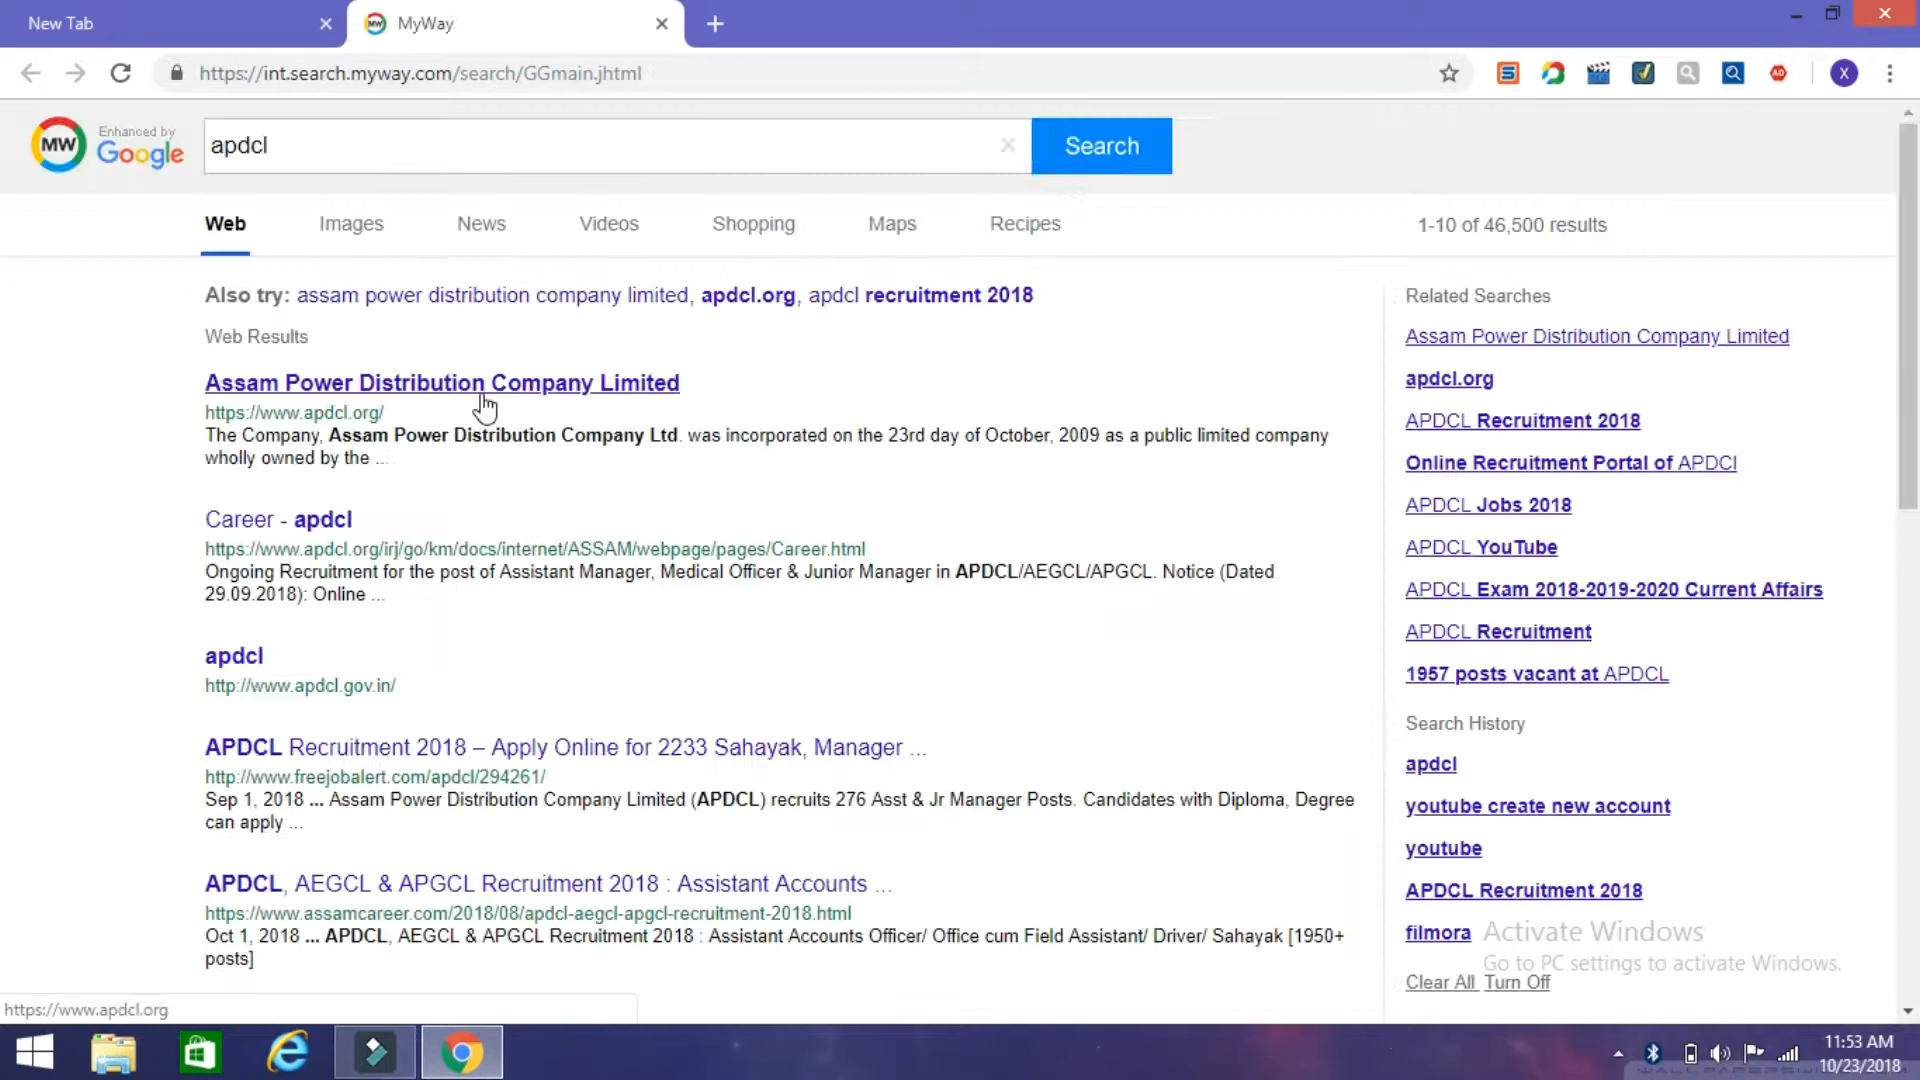 New Tab
MyWay
https://int.search.myway.com/search/GGmain.jhtml
X
MW
Enhanced by
Google
apdcl
Search
Web
Images
News
Videos
Shopping
Maps
Recipes
1-10 of 46,500 results
Also try: assam power distribution company limited, apdcl.org, apdcl recruitment 2018
Web Results
Assam Power Distribution Company Limited
https://www.apdcl.org/
The Company, Assam Power Distribution Company Ltd. was incorporated on the 23rd day of October, 2009 as a public limited company
wholly owned by the ...
Career - apdcl
https://www.apdcl.org/irj/go/km/docs/internet/ASSAM/webpage/pages/Career.html
Ongoing Recruitment for the post of Assistant Manager, Medical Officer & Junior Manager in APDCL/AEGCL/APGCL. Notice (Dated
29.09.2018): Online ...
apdcl
http://www.apdcl.gov.in/
APDCL Recruitment 2018 – Apply Online for 2233 Sahayak, Manager ...
http://www.freejobalert.com/apdcl/294261/
Sep 1, 2018 ... Assam Power Distribution Company Limited (APDCL) recruits 276 Asst & Jr Manager Posts. Candidates with Diploma, Degree
can apply ...
APDCL, AEGCL & APGCL Recruitment 2018 : Assistant Accounts ...
https://www.assamcareer.com/2018/08/apdcl-aegcl-apgcl-recruitment-2018.html
Oct 1, 2018 ... APDCL, AEGCL & APGCL Recruitment 2018 : Assistant Accounts Officer/ Office cum Field Assistant/ Driver/ Sahayak [1950+
posts]
Related Searches
Assam Power Distribution Company Limited
apdcl.org
APDCL Recruitment 2018
Online Recruitment Portal of APDCl
APDCL Jobs 2018
APDCL YouTube
APDCL Exam 2018-2019-2020 Current Affairs
APDCL Recruitment
1957 posts vacant at APDCL
Search History
apdcl
youtube create new account
youtube
APDCL Recruitment 2018
filmora
Clear All Turn Off
Activate Windows
Go to PC settings to activate Windows.
https://www.apdcl.org
11:53 AM
10/23/2018